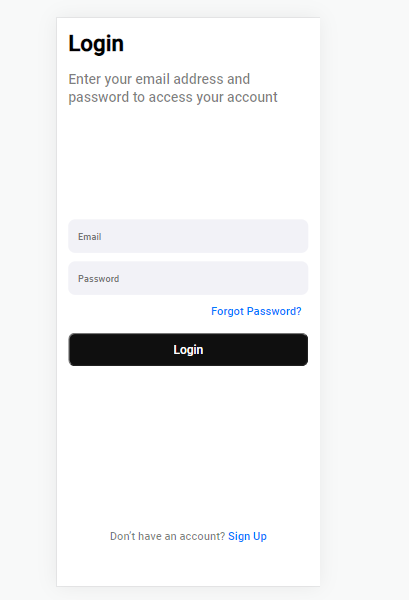 Login
Enter your email address and
password to access your account
Email
Password
Forgot Password?
Login
Don't have an account? Sign Up